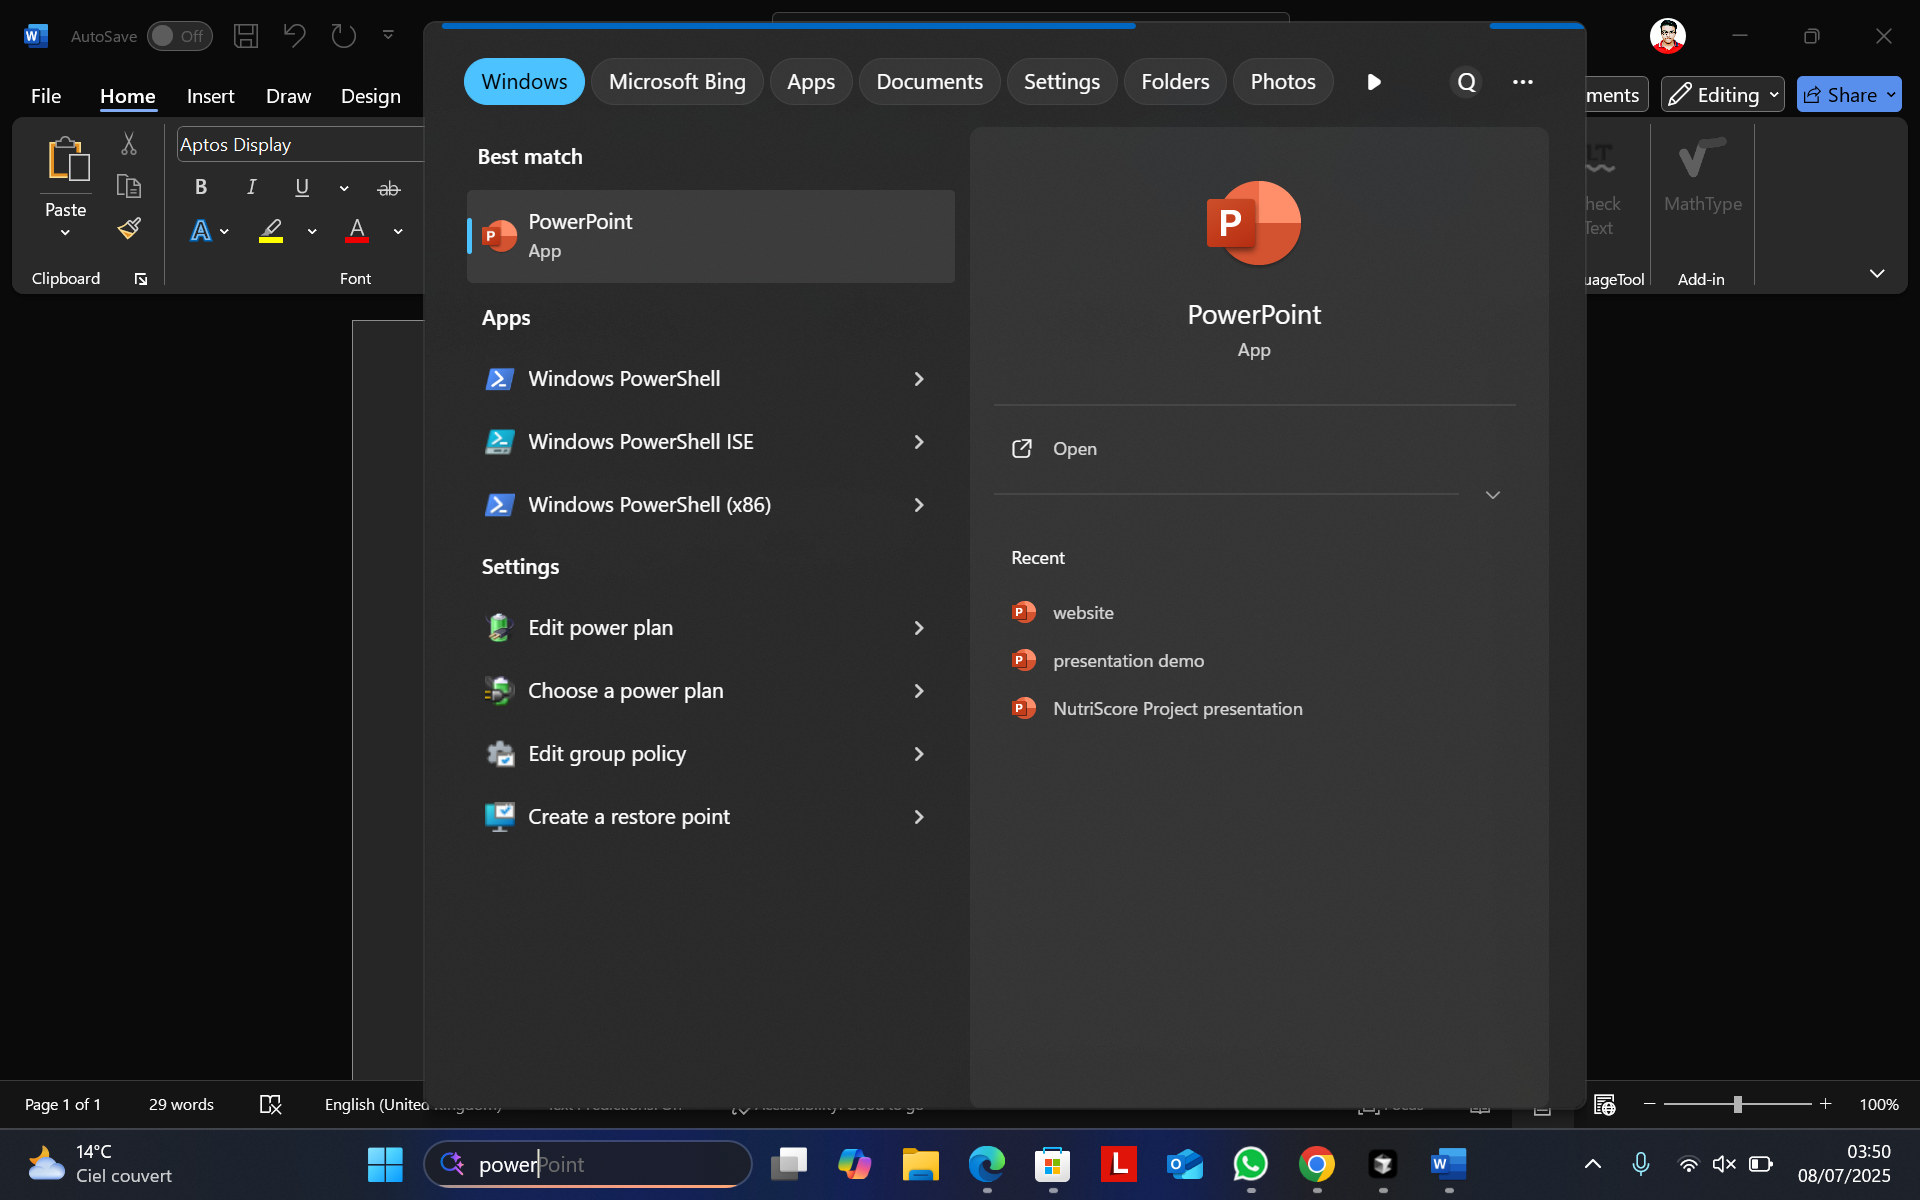 AutoSave Off
File Home Insert Draw Design
Editing Share
Paste
Clipboard
Aptos Display
B I U ab
A A
Font
MathType
Add-in
Windows Microsoft Bing Apps Documents Settings Folders Photos Q
Best match
PowerPoint
App
Apps
Windows PowerShell
Windows PowerShell ISE
Windows PowerShell (x86)
Settings
Edit power plan
Choose a power plan
Edit group policy
Create a restore point
P
PowerPoint
App
Open
Recent
website
presentation demo
NutriScore Project presentation
Page 1 of 1 29 words English (United
100%
14°C
Ciel couvert
powerPoint
L
03:50
08/07/2025